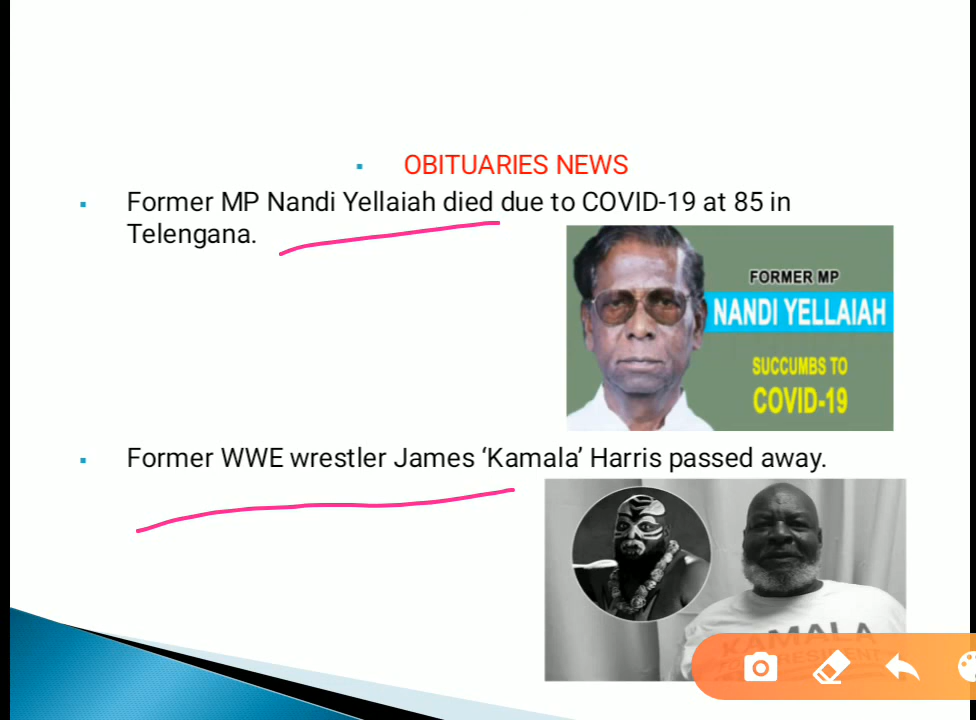 OBITUARIES NEWS
Former MP Nandi Yellaiah died due to COVID-19 at 85 in
Telengana.
FORMER MP
NANDI YELLAIAH
SUCCUMBS TO
COVID-19
Former WWE wrestler James ‘Kamala’ Harris passed away.
KAMALA